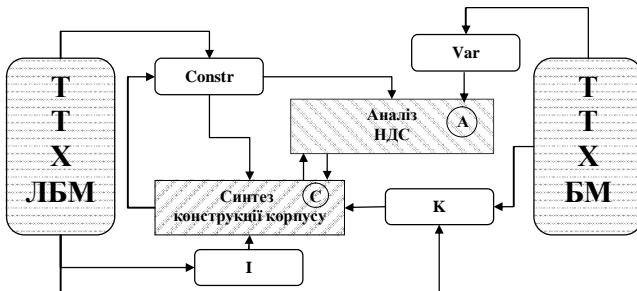 Т
Т
Х
ЛБМ
Constr
Var
Аналіз
НДС
А
Синтез
конструкції корпусу
С
К
І
Т
Т
Х
БМ